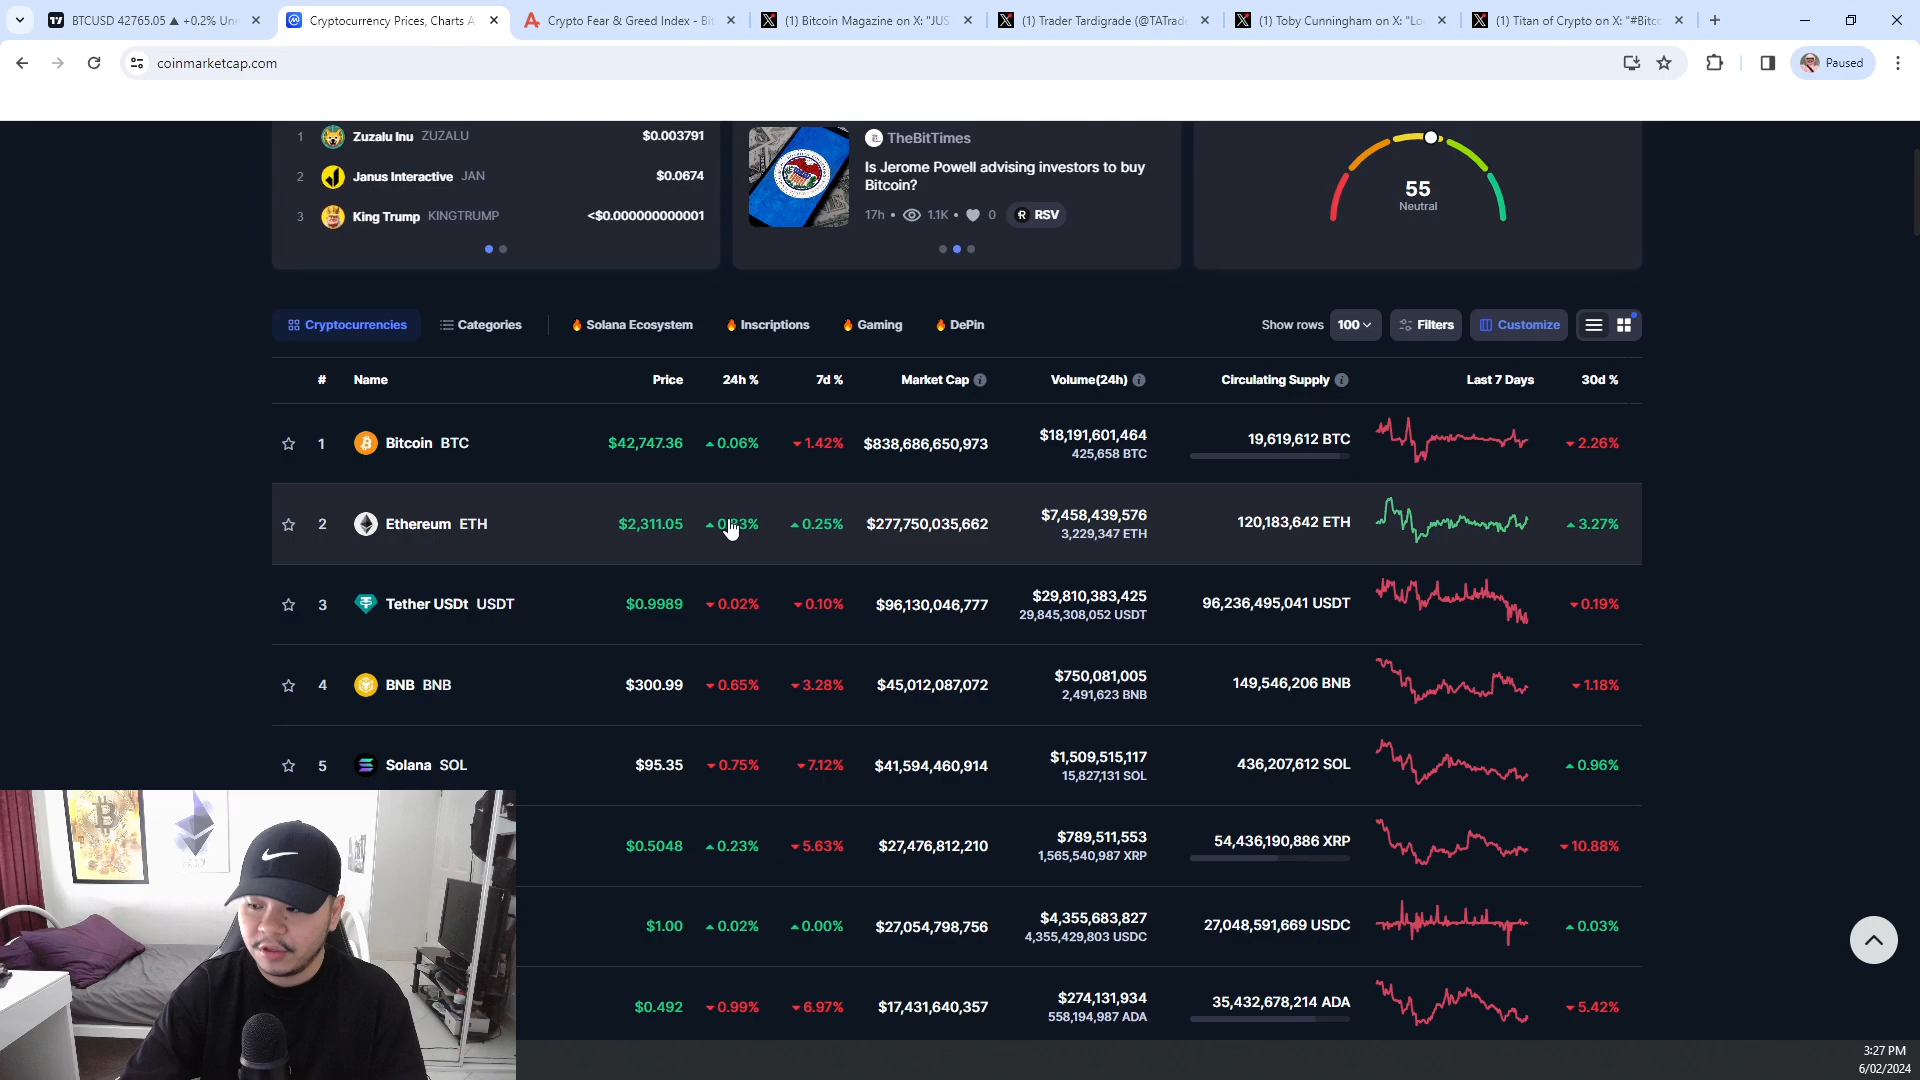 BTCUSD 42765.05 ▲ +0.2% Un
Cryptocurrency Prices, Charts A
Crypto Fear & Greed Index - Bit
(1) Bitcoin Magazine on X: "JUS
(1) Trader Tardigrade (@TATrade
(1) Toby Cunningham on X: "Lo
(1) Titan of Crypto on X: "#Bitc
coinmarketcap.com
Paused
1 Zuzalu Inu ZUZALU $0.003791
2 Janus Interactive JAN $0.0674
3 King Trump KINGTRUMP <$0.000000000001
TheBitTimes
Is Jerome Powell advising investors to buy
Bitcoin?
17h • 1.1K • 0 RSV
55
Neutral
Cryptocurrencies Categories Solana Ecosystem Inscriptions Gaming DePin Show rows 100 Filters Customize
# Name Price 24h % 7d % Market Cap Volume(24h) Circulating Supply Last 7 Days 30d %
1 Bitcoin BTC $42,747.36 0.06% 1.42% $838,686,650,973 $18,191,601,464 19,619,612 BTC 2.26%
425,658 BTC
2 Ethereum ETH $2,311.05 0.25% $277,750,035,662 $7,458,439,576 120,183,642 ETH 3.27%
3,229,347 ETH
3 Tether USDt USDT $0.9989 0.02% 0.10% $96,130,046,777 $29,810,383,425 96,236,495,041 USDT 0.19%
29,845,308,052 USDT
4 BNB BNB $300.99 0.65% 3.28% $45,012,087,072 $750,081,005 149,546,206 BNB 1.18%
2,491,623 BNB
5 Solana SOL $95.35 0.75% 7.12% $41,594,460,914 $1,509,515,117 436,207,612 SOL 0.96%
15,827,131 SOL
$0.5048 0.23% 5.63% $27,476,812,210 $789,511,553 54,436,190,886 XRP 10.88%
1,565,540,987 XRP
$1.00 0.02% 0.00% $27,054,798,756 $4,355,683,827 27,048,591,669 USDC 0.03%
4,355,429,803 USDC
$0.492 0.99% 6.97% $17,431,640,357 $274,131,934 35,432,678,214 ADA 5.42%
558,194,987 ADA
3:27 PM
6/02/2024